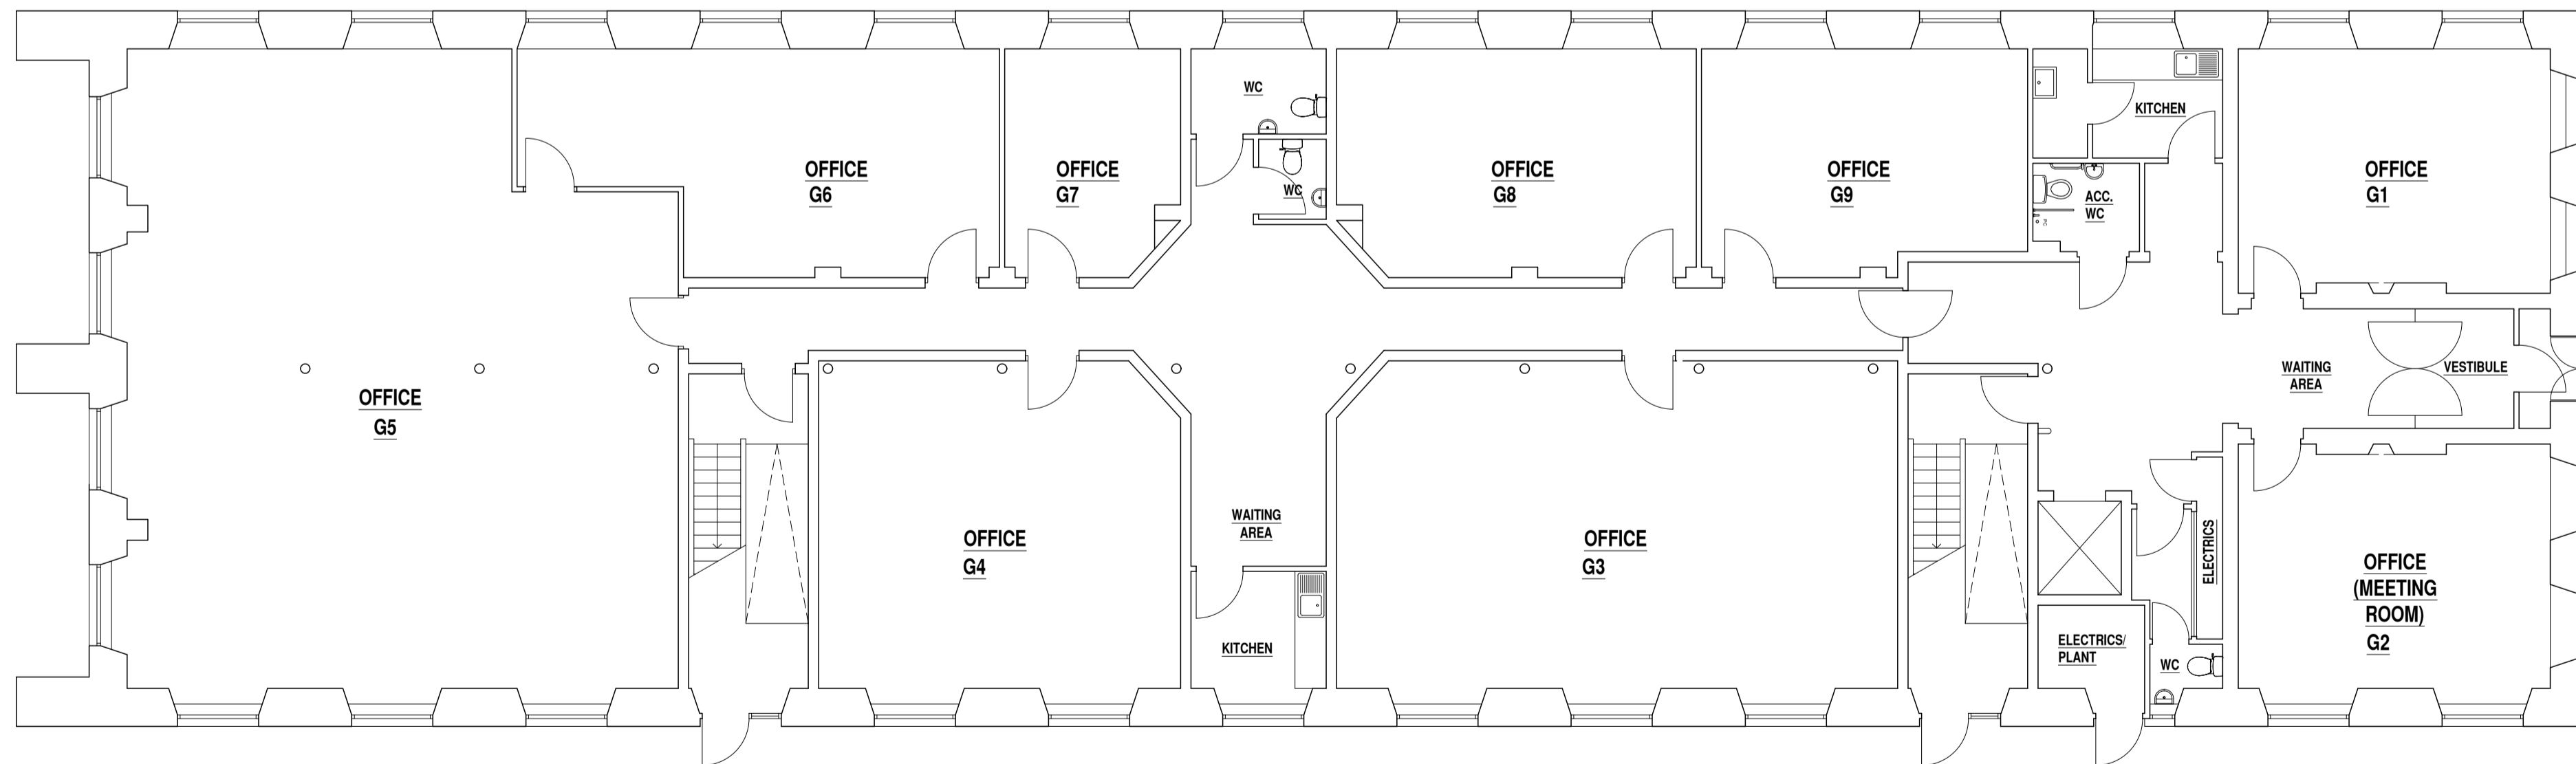 WC
KITCHEN
OFFICE
G6
OFFICE
G7
WC
OFFICE
G8
OFFICE
G9
ACC.
WC
OFFICE
G1
OFFICE
G5
WAITING
AREA
VESTIBULE
OFFICE
G4
WAITING
AREA
OFFICE
G3
ELECTRICS
OFFICE
(MEETING
ROOM)
G2
KITCHEN
ELECTRICS/
PLANT
WC